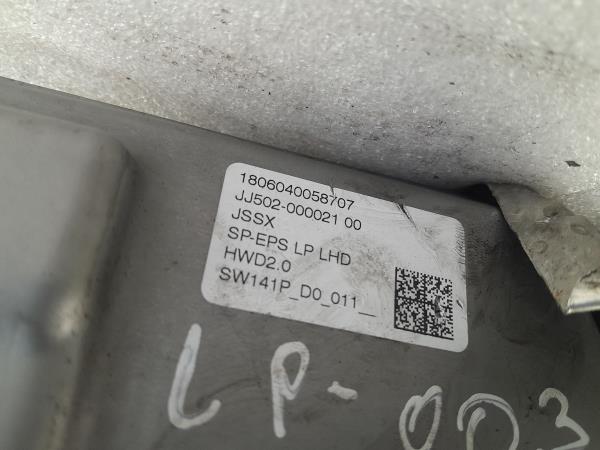 1806040058707
JJ502-000021 00
JSSX
SP-EPS LP LHD
HWD2.0
SW141P_D0_011__
LP-003